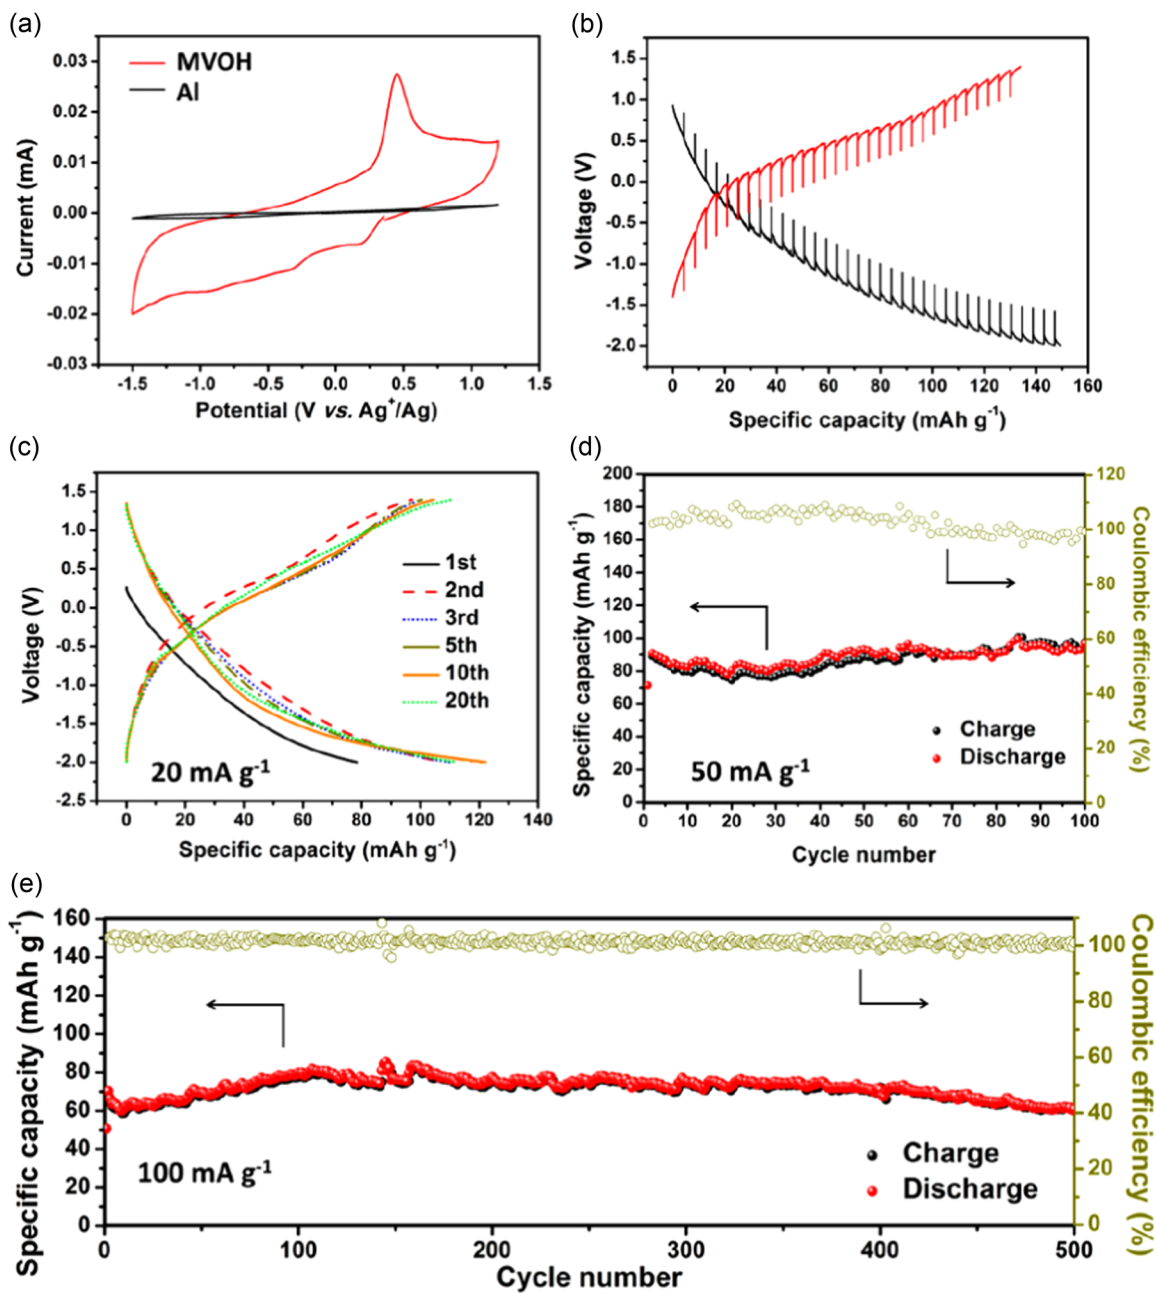 (a)
0.03
0.02
0.01
0.00
-0.01
-0.02
-0.03
Current (mA)
MVOH
Al
-1.5 -1.0 -0.5 0.0 0.5 1.0 1.5
Potential (V vs. Ag⁺/Ag)
(b)
1.5
1.0
0.5
0.0
-0.5
-1.0
-1.5
-2.0
Voltage (V)
0 20 40 60 80 100 120 140 160
Specific capacity (mAh g⁻¹)
(c)
1.5
1.0
0.5
0.0
-0.5
-1.0
-1.5
-2.0
-2.5
Voltage (V)
1st
2nd
3rd
5th
10th
20th
20 mA g⁻¹
0 20 40 60 80 100 120 140
Specific capacity (mAh g⁻¹)
(d)
200
180
160
140
120
100
80
60
40
20
0
Specific capacity (mAh g⁻¹)
Charge
Discharge
50 mA g⁻¹
120
100
80
60
40
20
0
Coulombic efficiency (%)
0 10 20 30 40 50 60 70 80 90 100
Cycle number
(e)
160
140
120
100
80
60
40
20
0
Specific capacity (mAh g⁻¹)
100 mA g⁻¹
Charge
Discharge
100
80
60
40
20
0
Coulombic efficiency (%)
0 100 200 300 400 500
Cycle number